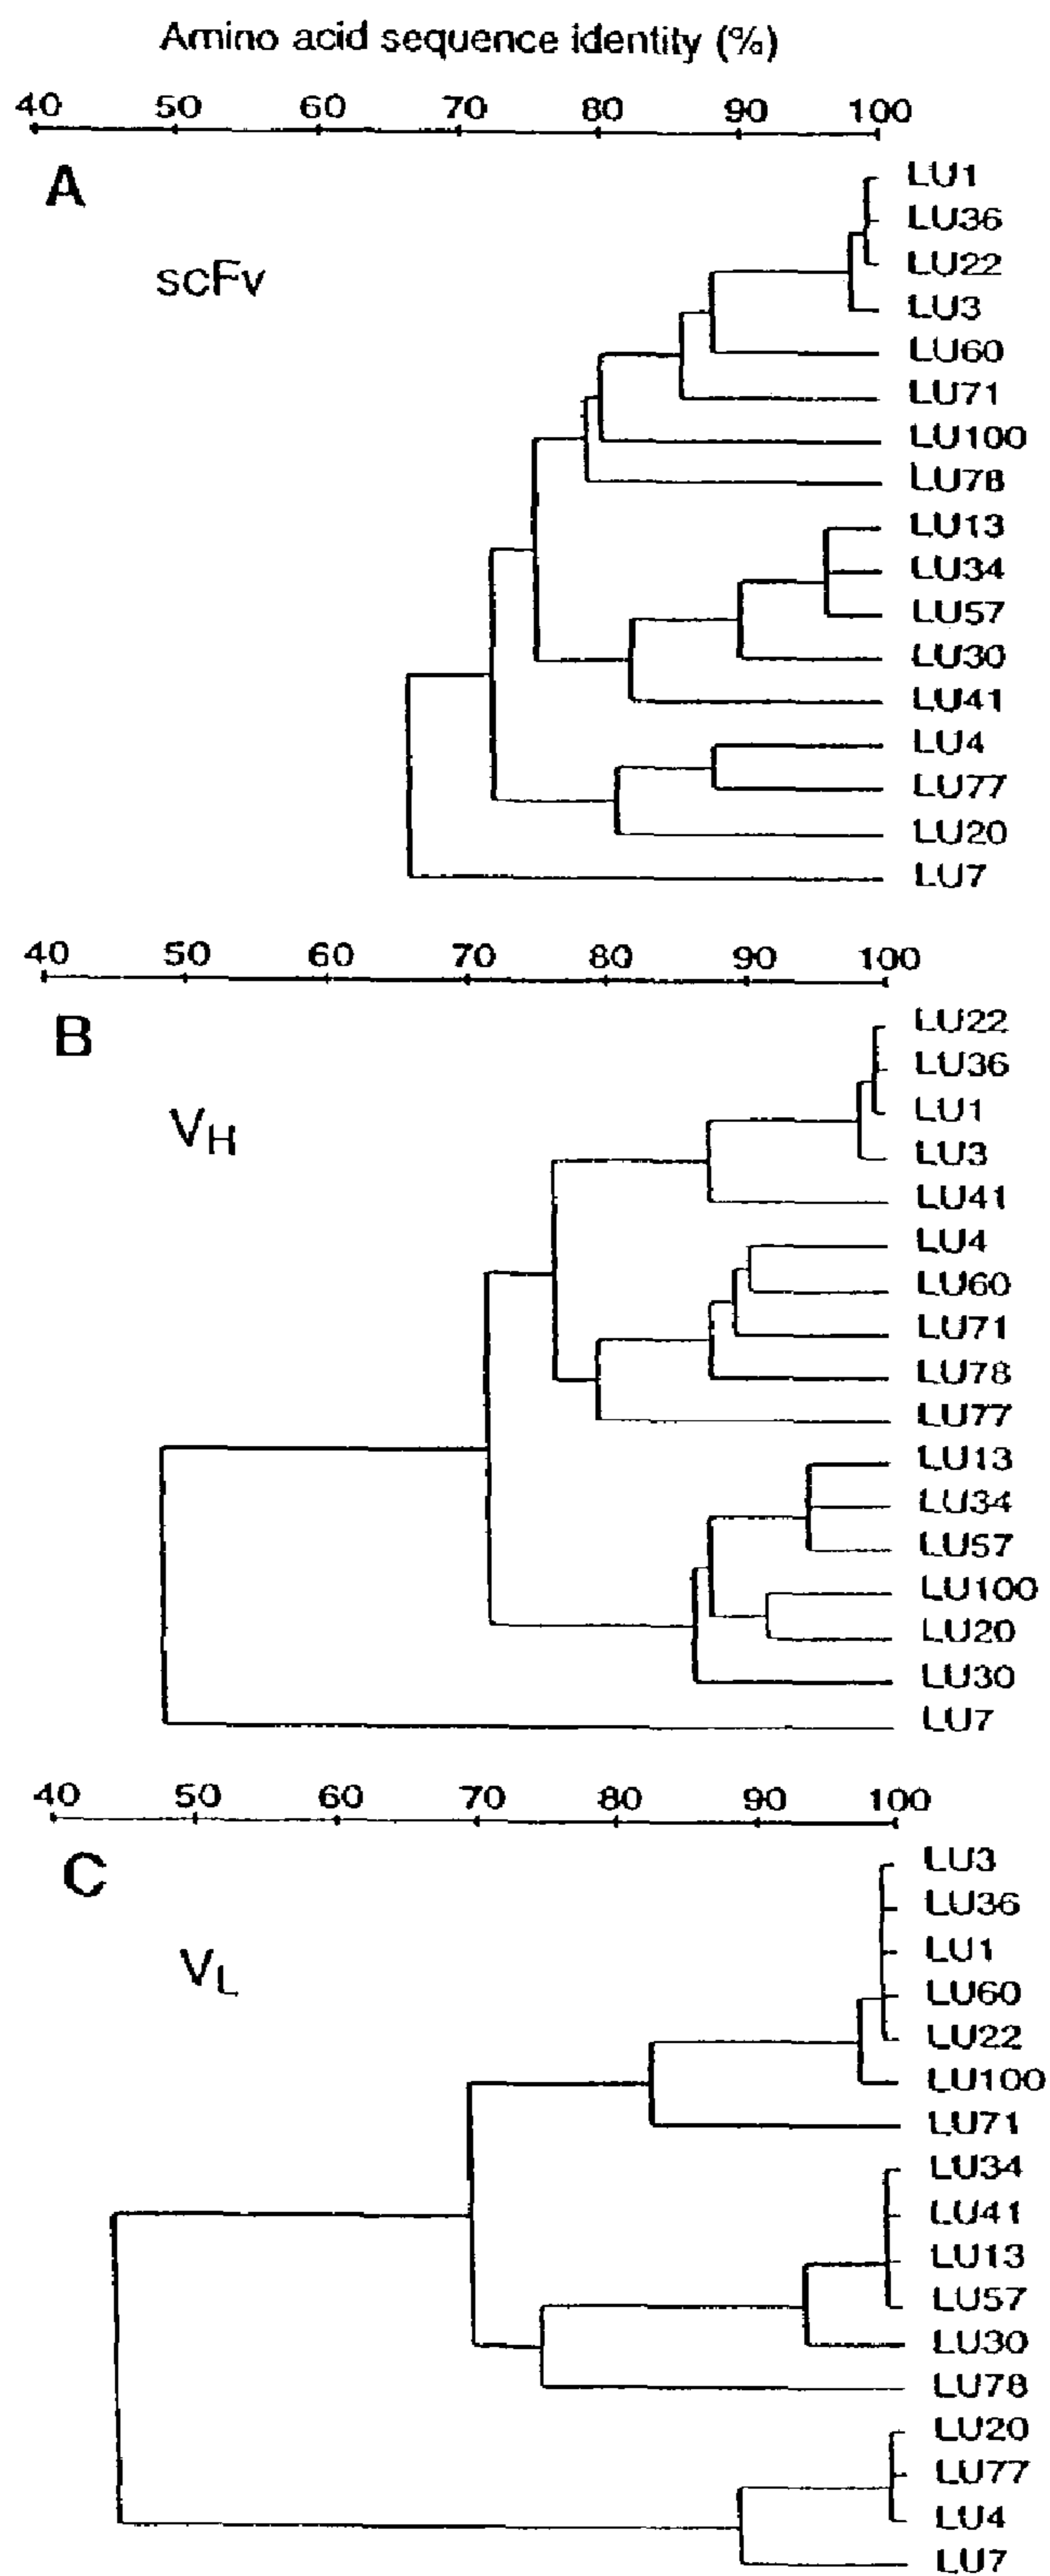 Amino acid sequence identity (%)
40 50 60 70 80 90 100
A
scFv
LU1
LU36
LU22
LU3
LU60
LU71
LU100
LU78
LU13
LU34
LU57
LU30
LU41
LU4
LU77
LU20
LU7
40 50 60 70 80 90 100
B
VH
LU22
LU36
LU1
LU3
LU41
LU4
LU60
LU71
LU78
LU77
LU13
LU34
LU57
LU100
LU20
LU30
LU7
40 50 60 70 80 90 100
C
VL
LU3
LU36
LU1
LU60
LU22
LU100
LU71
LU34
LU41
LU13
LU57
LU30
LU78
LU20
LU77
LU4
LU7